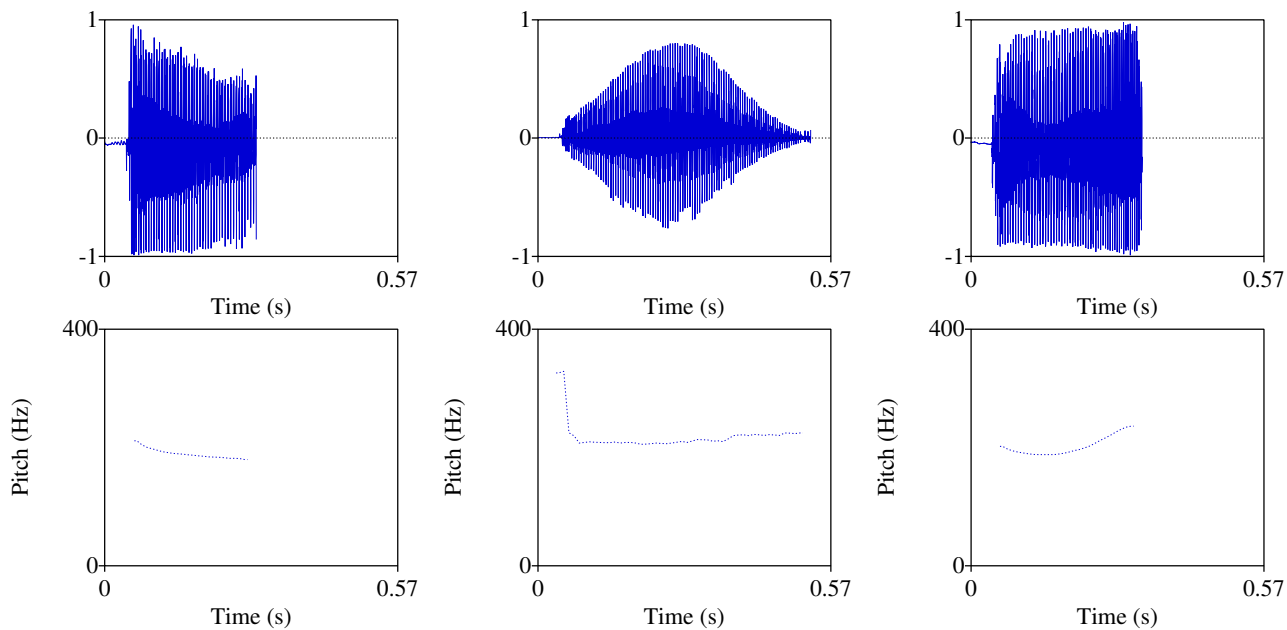 1 1 1
0 0 0
-1 -1 -1
0 0.57 0 0.57 0 0.57
Time (s) Time (s) Time (s)
400 400 400
Pitch (Hz) Pitch (Hz) Pitch (Hz)
0 0 0
0 0.57 0 0.57 0 0.57
Time (s) Time (s) Time (s)